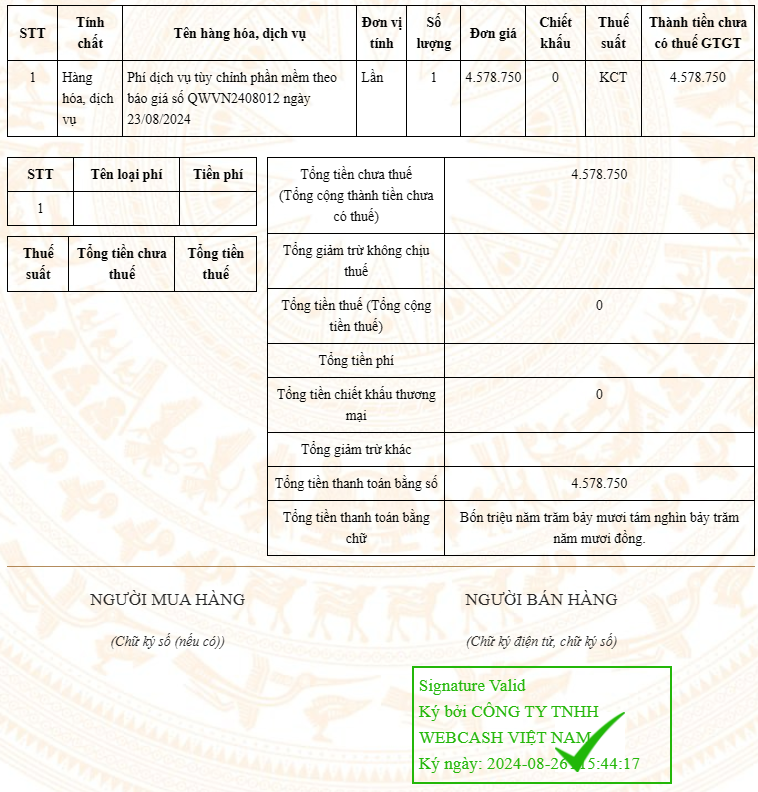 STT Tính chất Tên hàng hóa, dịch vụ Đơn vị tính Số lượng Đơn giá Chiết khấu Thuế suất Thành tiền chưa có thuế GTGT
1 Hàng hóa, dịch vụ Phí dịch vụ tùy chỉnh phần mềm theo báo giá số QWVN2408012 ngày 23/08/2024 Lần 1 4.578.750 0 KCT 4.578.750
STT Tên loại phí Tiền phí
1
Thuế suất Tổng tiền chưa thuế Tổng tiền thuế
Tổng tiền chưa thuế (Tổng cộng thành tiền chưa có thuế) 4.578.750
Tổng giảm trừ không chịu thuế
Tổng tiền thuế (Tổng cộng tiền thuế) 0
Tổng tiền phí
Tổng tiền chiết khấu thương mại 0
Tổng giảm trừ khác
Tổng tiền thanh toán bằng số 4.578.750
Tổng tiền thanh toán bằng chữ Bốn triệu năm trăm bảy mươi tám nghìn bảy trăm năm mươi đồng.
NGƯỜI MUA HÀNG NGƯỜI BÁN HÀNG
(Chữ ký số (nếu có)) (Chữ ký điện tử, chữ ký số)
Signature Valid
Ký bởi CÔNG TY TNHH
WEBCASH VIỆT NAM
Ký ngày: 2024-08-26T15:44:17